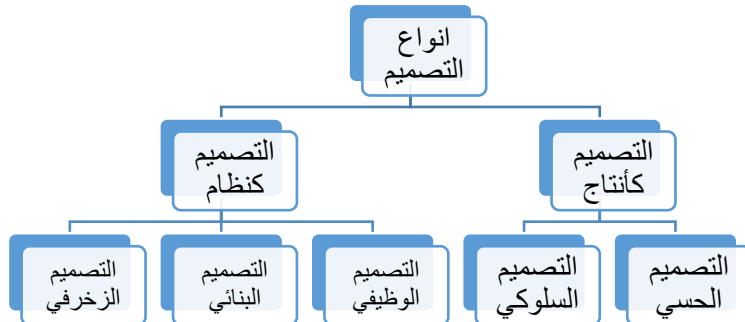 انواع
التصميم
التصميم
كأنتاج
التصميم
كنظام
التصميم
الحسي
التصميم
السلوكي
التصميم
الوظيفي
التصميم
البنائي
التصميم
الزخرفي